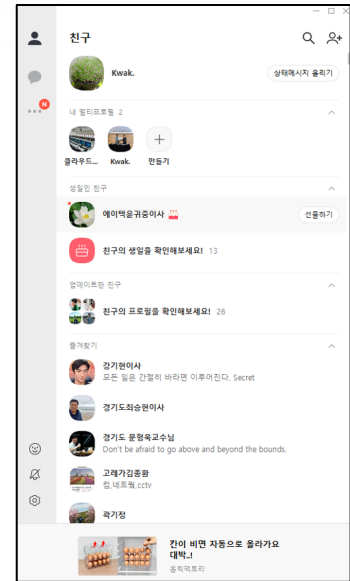 친구
Kwak.
상태메시지 올리기
N
내 멀티프로필 2
클라우드... Kwak. 만들기
생일인 친구
에이텍윤귀중이사
선물하기
친구의 생일을 확인해보세요! 13
업데이트한 친구
친구의 프로필을 확인해보세요! 26
즐겨찾기
강기현이사
모든 일은 간절히 바라면 이루어진다. Secret
경기도최승현이사
경기도 문형욱교수님
Don't be afraid to go above and beyond the bounds.
고래가김종환
컴,네트웍,cctv
곽기정
칸이 비면 자동으로 올라가요
대박..!
홈픽팩토리